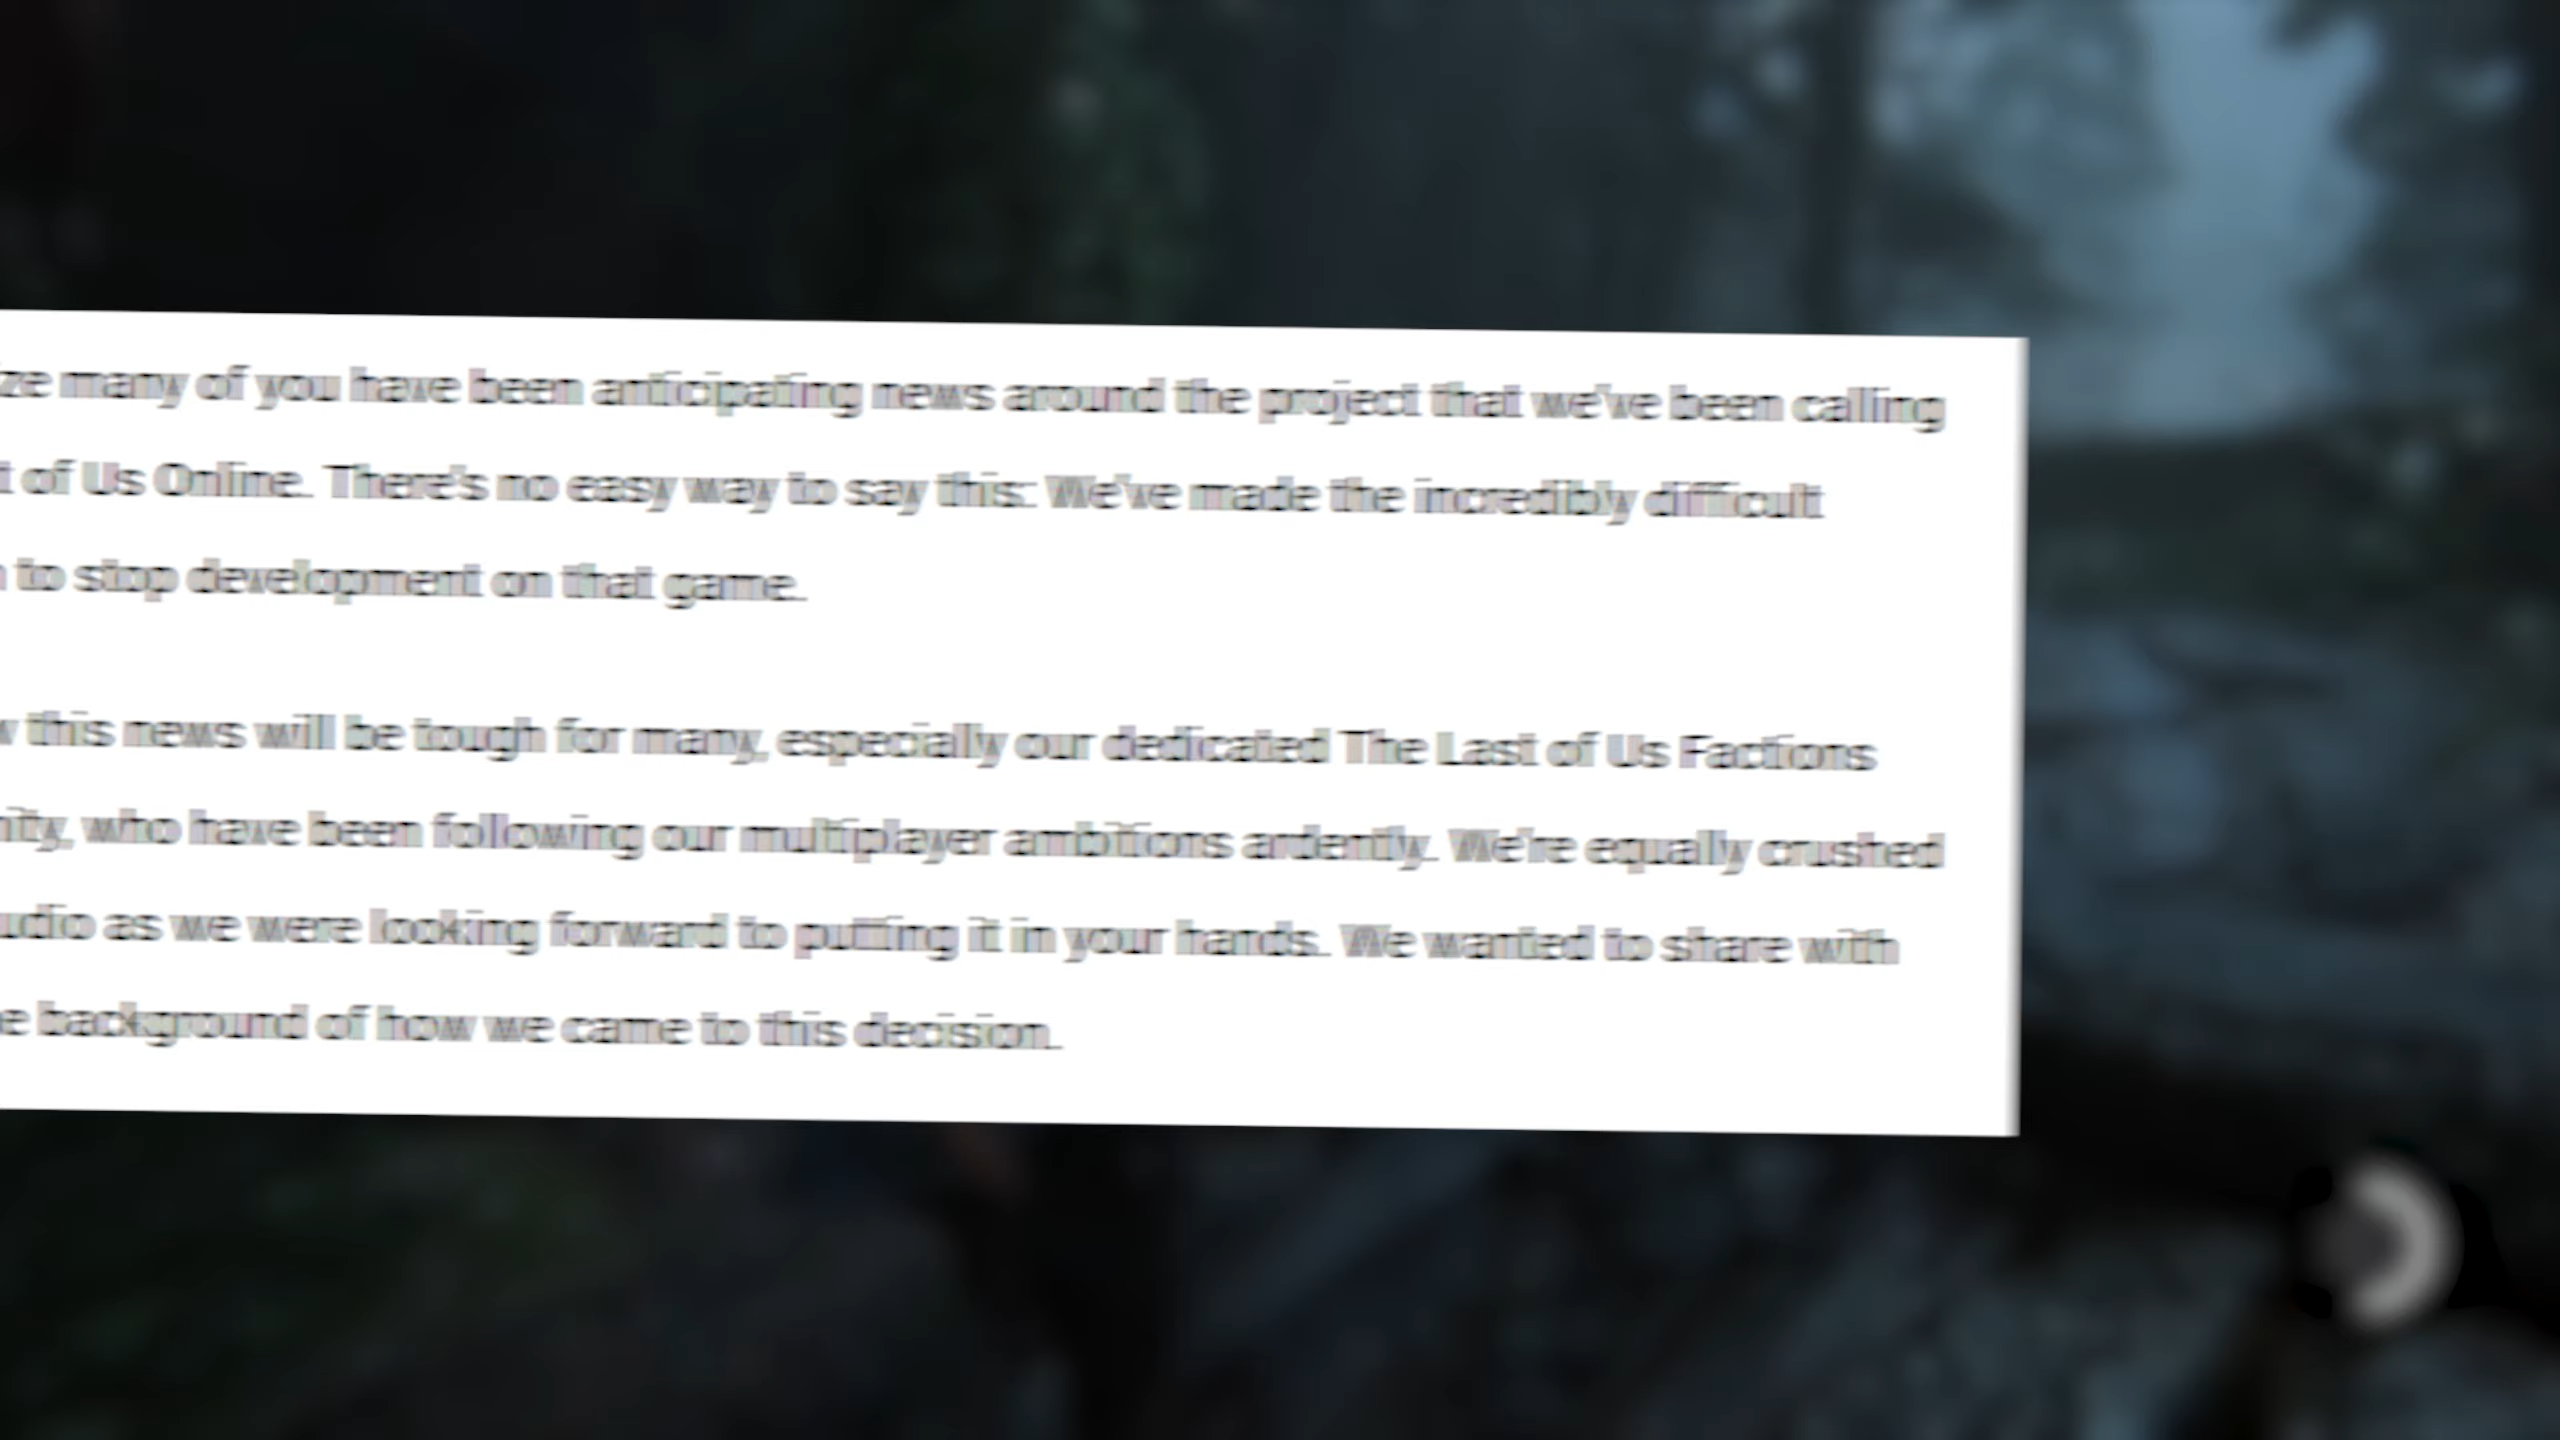 ze many of you have been anticipating news around the project that we've been calling
t of Us Online. There's no easy way to say this: We've made the incredibly difficult
n to stop development on that game.
w this news will be tough for many, especially our dedicated The Last of Us Factions
nity, who have been following our multiplayer ambitions ardently. We're equally crushed
udio as we were looking forward to putting it in your hands. We wanted to share with
e background of how we came to this decision.